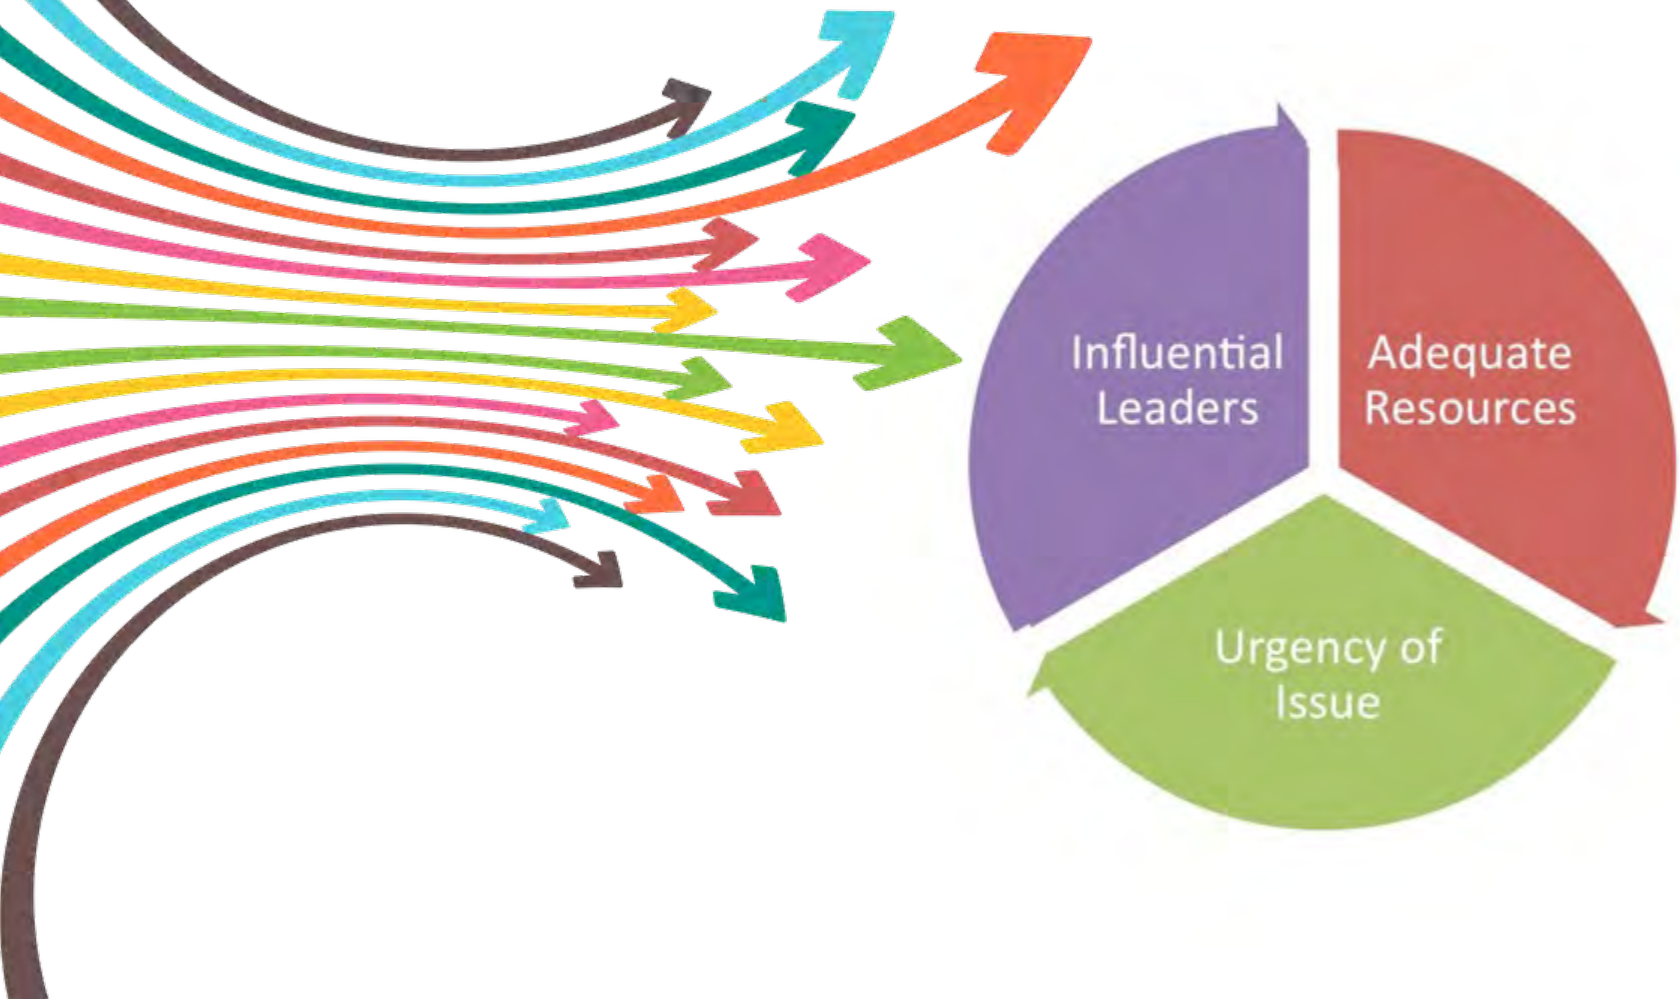 Influential
Leaders
Adequate
Resources
Urgency of
Issue